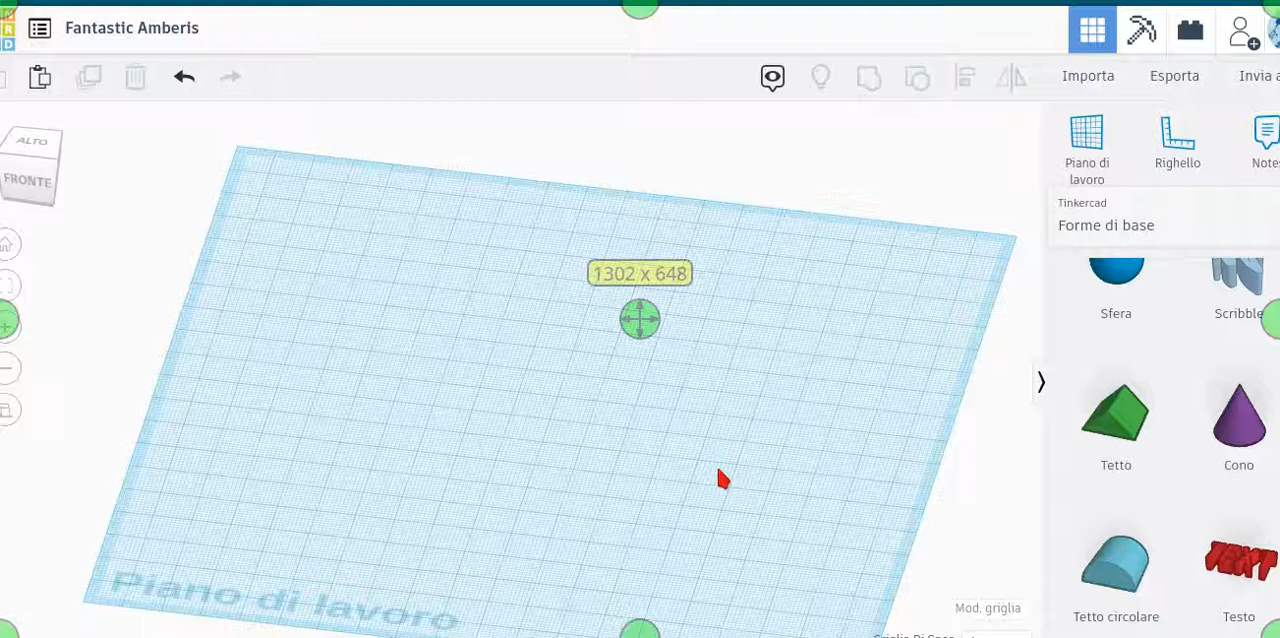 R
D
Fantastic Amberis
Importa
Esporta
Invia a
ALTO
FRONTE
Piano di
lavoro
Righello
Note
Tinkercad
Forme di base
1302 x 648
Sfera
Scribble
Tetto
Cono
TEXT
Tetto circolare
Testo
Piano di lavoro
Mod. griglia